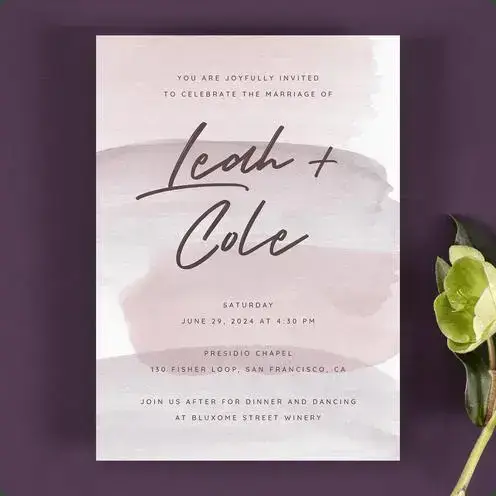 YOU ARE JOYFULLY INVITED
TO CELEBRATE THE MARRIAGE OF
Leah +
Cole
SATURDAY
JUNE 29, 2024 AT 4:30 PM
PRESIDIO CHAPEL
130 FISHER LOOP, SAN FRANCISCO, CA
JOIN US AFTER FOR DINNER AND DANCING
AT BLUXOME STREET WINERY